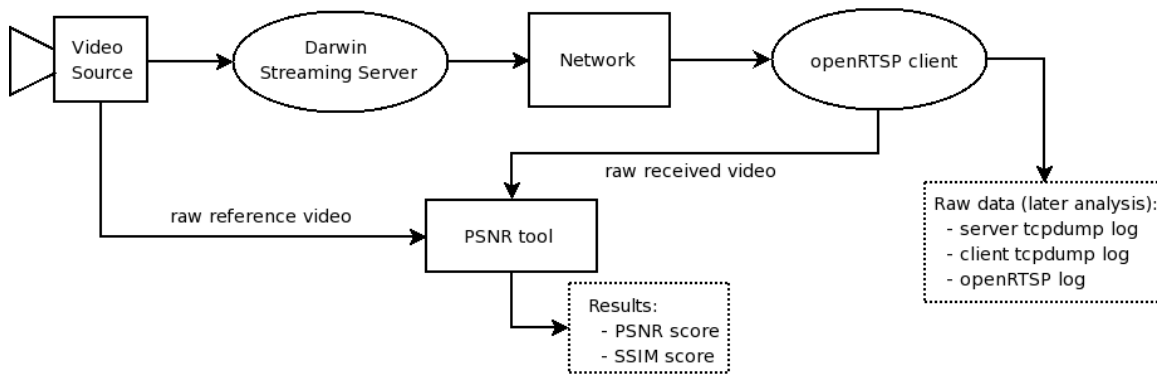 Video
Source
Darwin
Streaming Server
Network
openRTSP client
raw received video
raw reference video
PSNR tool
Raw data (later analysis):
- server tcpdump log
- client tcpdump log
- openRTSP log
Results:
- PSNR score
- SSIM score